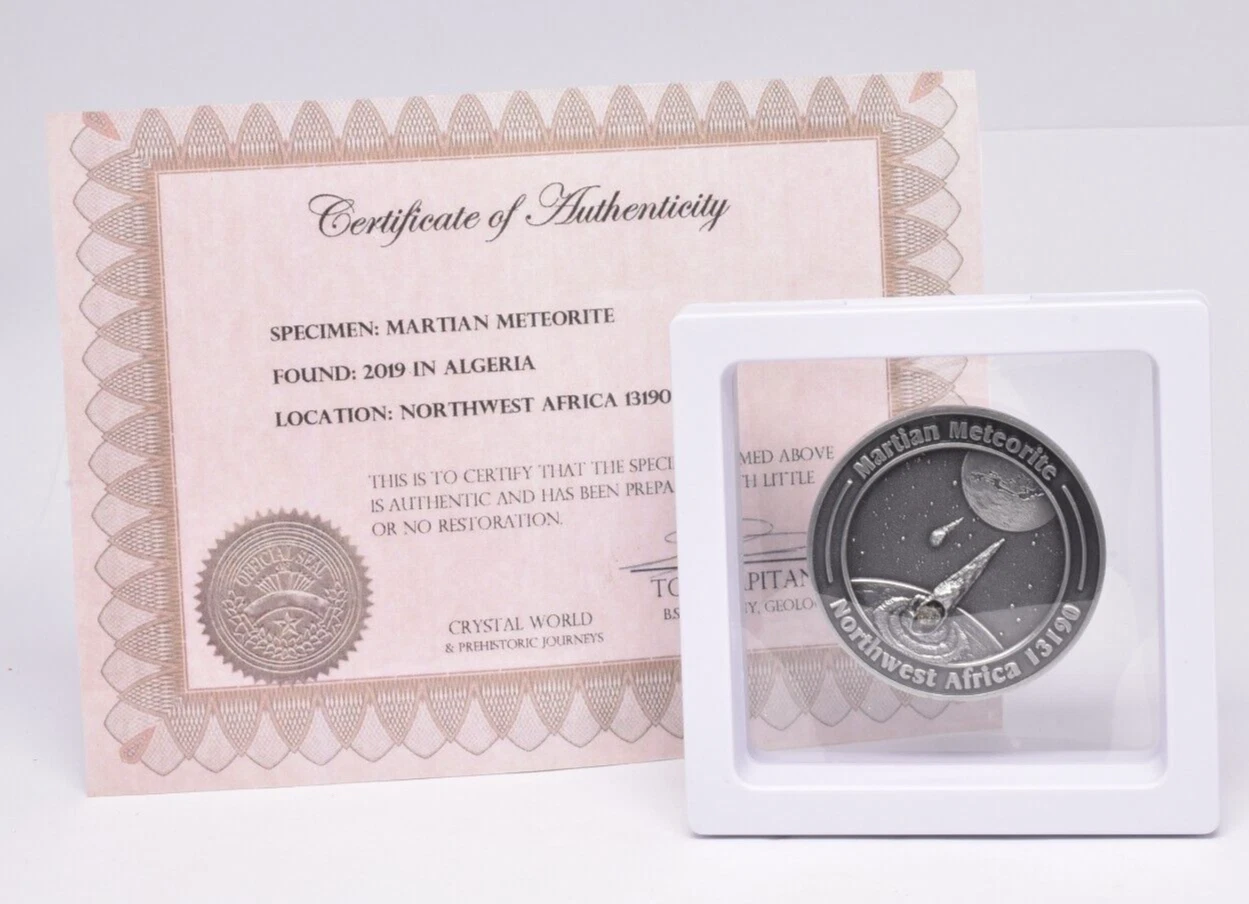 Certificate of Authenticity
SPECIMEN: MARTIAN METEORITE
FOUND: 2019 IN ALGERIA
LOCATION: NORTHWEST AFRICA 13190
THIS IS TO CERTIFY THAT THE SPECI MED ABOVE
IS AUTHENTIC AND HAS BEEN PREPA TH LITTLE
OR NO RESTORATION.
OFFICIAL SEAL
CRYSTAL WORLD
& PREHISTORIC JOURNEYS
Martian Meteorite
Northwest Africa 13190